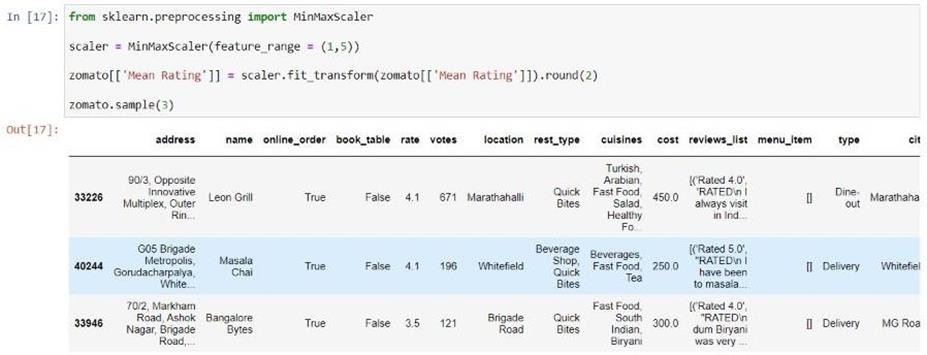 In [17]: from sklearn.preprocessing import MinMaxScaler
scaler = MinMaxScaler(feature_range = (1,5))
zomato[['Mean Rating']] = scaler.fit_transform(zomato[['Mean Rating']]).round(2)
zomato.sample(3)
Out[17]:
address name online_order book_table rate votes location rest_type cuisines cost reviews_list menu_item type cit
33226 90/3, Opposite Innovative Multiplex, Outer Rin... Leon Grill True False 4.1 671 Marathahalli Quick Bites Turkish, Arabian, Fast Food, Salad, Healthy Fo... 450.0 [('Rated 4.0', 'RATED\n I always visit in Ind... [] Dine-out Marathaha
40244 G05 Brigade Metropolis, Gorudacharpalya, White... Masala Chai True False 4.1 196 Whitefield Beverage Shop, Quick Bites Beverages, Fast Food, Tea 250.0 [('Rated 5.0', "RATED\n I have been to masala... [] Delivery Whitefiel
33946 70/2, Markham Road, Ashok Nagar, Brigade Road,... Bangalore Bytes True False 3.5 121 Brigade Road Quick Bites Fast Food, South Indian, Biryani 300.0 [('Rated 4.0', "RATED\n dum Biryani was very ... [] Delivery MG Roa